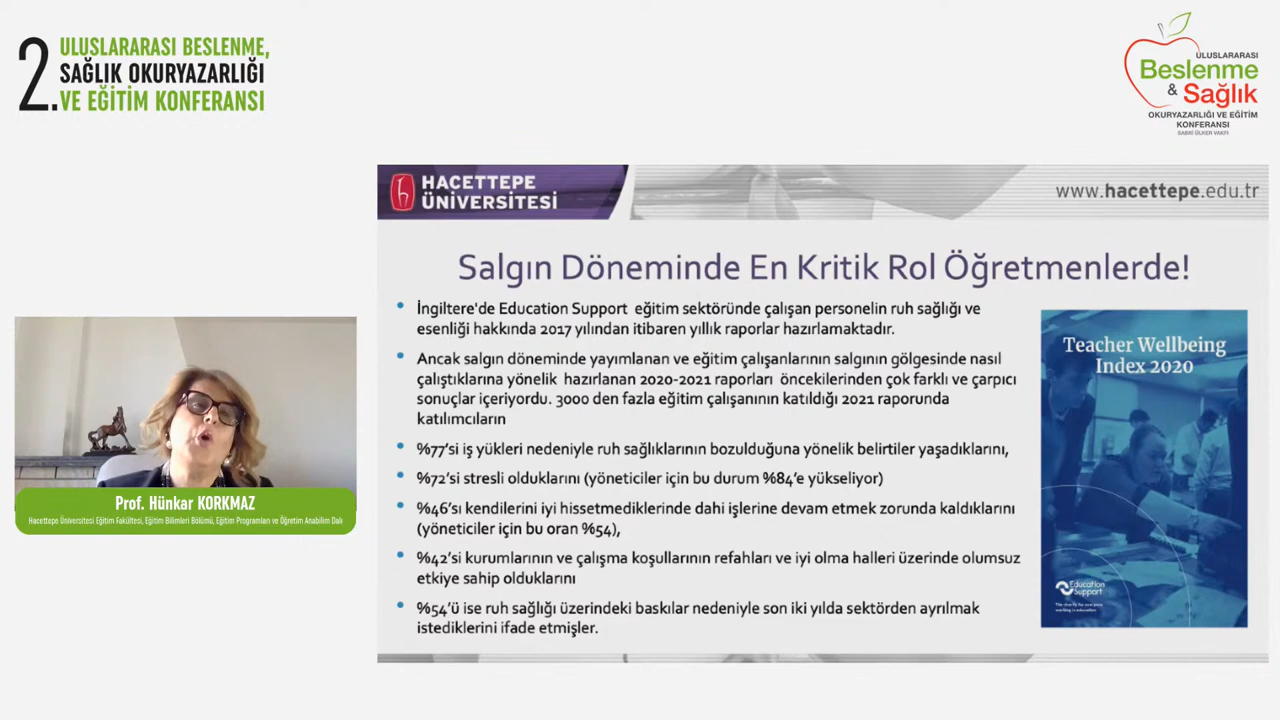 2. ULUSLARARASI BESLENME,
SAĞLIK OKURYAZARLIĞI
VE EĞİTİM KONFERANSI
ULUSLARARASI
Beslenme
& Sağlık
OKURYAZARLIĞI VE EĞİTİM
KONFERANSI
SABRİ ÜLKER VAKFI
HACETTEPE
ÜNİVERSİTESİ
www.hacettepe.edu.tr
Salgın Döneminde En Kritik Rol Öğretmenlerde!
• İngiltere'de Education Support eğitim sektöründe çalışan personelin ruh sağlığı ve
esenliği hakkında 2017 yılından itibaren yıllık raporlar hazırlamaktadır.
• Ancak salgın döneminde yayımlanan ve eğitim çalışanlarının salgının gölgesinde nasıl
çalıştıklarına yönelik hazırlanan 2020-2021 raporları öncekilerinden çok farklı ve çarpıcı
sonuçlar içeriyordu. 3000 den fazla eğitim çalışanının katıldığı 2021 raporunda
katılımcıların
• %77'si iş yükleri nedeniyle ruh sağlıklarının bozulduğuna yönelik belirtiler yaşadıklarını,
• %72'si stresli olduklarını (yöneticiler için bu durum %84'e yükseliyor)
• %46'sı kendilerini iyi hissetmediklerinde dahi işlerine devam etmek zorunda kaldıklarını
(yöneticiler için bu oran %54),
• %42'si kurumlarının ve çalışma koşullarının refahları ve iyi olma halleri üzerinde olumsuz
etkiye sahip olduklarını
• %54'ü ise ruh sağlığı üzerindeki baskılar nedeniyle son iki yılda sektörden ayrılmak
istediklerini ifade etmişler.
Teacher Wellbeing
Index 2020
Education
Support
The charity for everyone
working in education
Prof. Hünkar KORKMAZ
Hacettepe Üniversitesi Eğitim Fakültesi, Eğitim Bilimleri Bölümü, Eğitim Programları ve Öğretim Anabilim Dalı